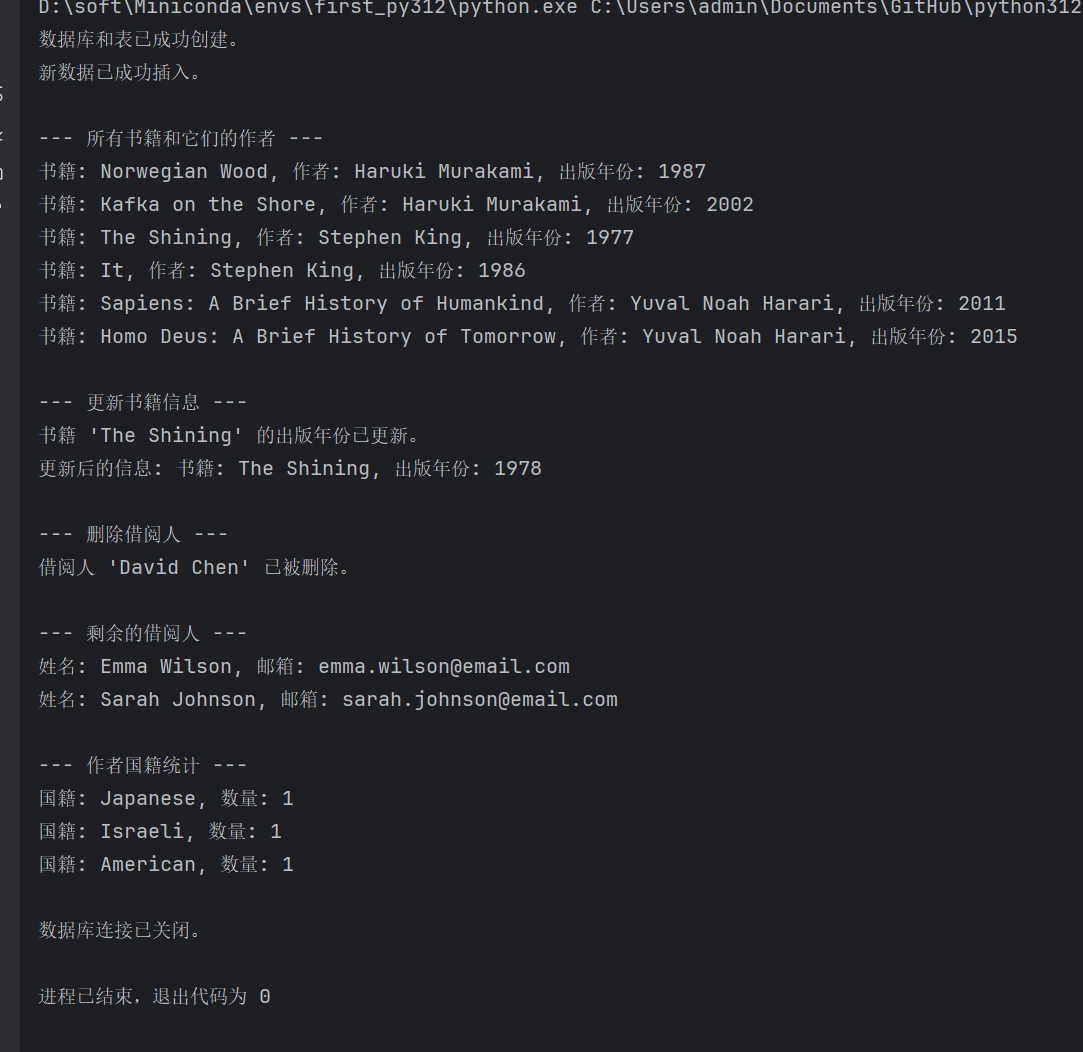 D:\soft\Miniconda\envs\first_py312\python.exe C:\Users\admin\Documents\GitHub\python312
数据库和表已成功创建。
新数据已成功插入。
--- 所有书籍和它们的作者 ---
书籍: Norwegian Wood, 作者: Haruki Murakami, 出版年份: 1987
书籍: Kafka on the Shore, 作者: Haruki Murakami, 出版年份: 2002
书籍: The Shining, 作者: Stephen King, 出版年份: 1977
书籍: It, 作者: Stephen King, 出版年份: 1986
书籍: Sapiens: A Brief History of Humankind, 作者: Yuval Noah Harari, 出版年份: 2011
书籍: Homo Deus: A Brief History of Tomorrow, 作者: Yuval Noah Harari, 出版年份: 2015
--- 更新书籍信息 ---
书籍 'The Shining' 的出版年份已更新。
更新后的信息: 书籍: The Shining, 出版年份: 1978
--- 删除借阅人 ---
借阅人 'David Chen' 已被删除。
--- 剩余的借阅人 ---
姓名: Emma Wilson, 邮箱: emma.wilson@email.com
姓名: Sarah Johnson, 邮箱: sarah.johnson@email.com
--- 作者国籍统计 ---
国籍: Japanese, 数量: 1
国籍: Israeli, 数量: 1
国籍: American, 数量: 1
数据库连接已关闭。
进程已结束，退出代码为 0